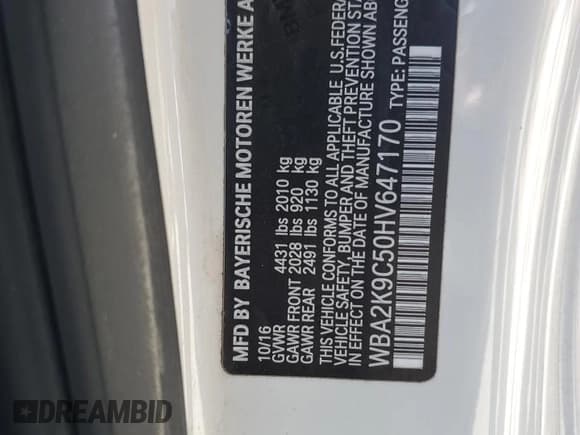 MFD BY BAYERISCHE MOTOREN WERKE
10/16
GVWR 4431 lbs 2010 kg
GAWR FRONT 2028 lbs 920 kg
GAWR REAR 2491 lbs 1130 kg
THIS VEHICLE CONFORMS TO ALL APPLICABLE U.S.FEDERA
VEHICLE SAFETY, BUMPER AND THEFT PREVENTION STA
IN EFFECT ON THE DATE OF MANUFACTURE SHOWN ABO
WBA2K9C50HV647170 TYPE: PASSENG
DREAMBID